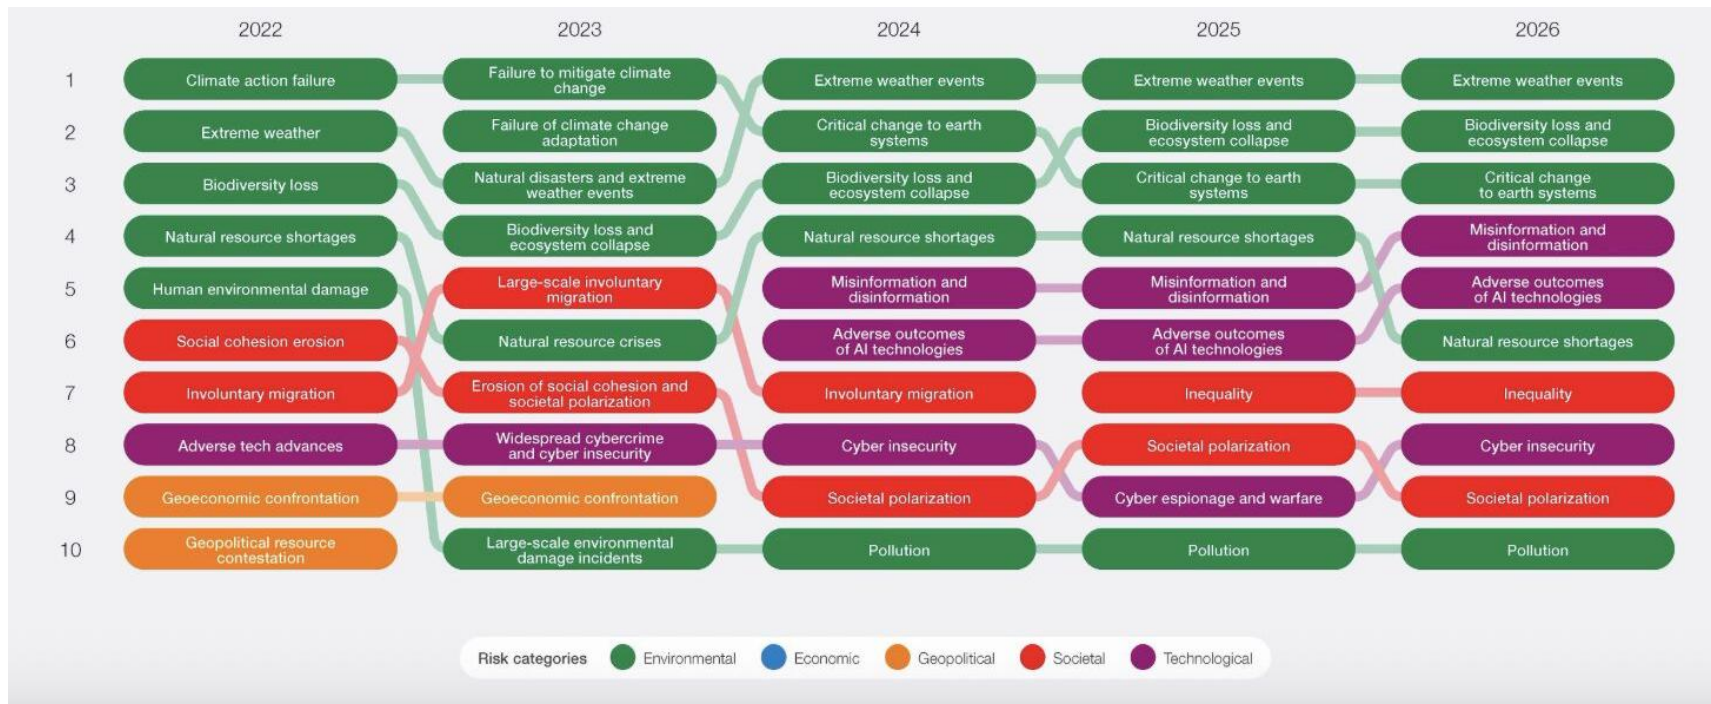 2022 2023 2024 2025 2026
1
Climate action failure
Failure to mitigate climate
change
Extreme weather events
Extreme weather events
Extreme weather events
2
Extreme weather
Failure of climate change
adaptation
Critical change to earth
systems
Biodiversity loss and
ecosystem collapse
Biodiversity loss and
ecosystem collapse
3
Biodiversity loss
Natural disasters and extreme
weather events
Biodiversity loss and
ecosystem collapse
Critical change to earth
systems
Critical change
to earth systems
4
Natural resource shortages
Biodiversity loss and
ecosystem collapse
Natural resource shortages
Natural resource shortages
Misinformation and
disinformation
5
Human environmental damage
Large-scale involuntary
migration
Misinformation and
disinformation
Misinformation and
disinformation
Adverse outcomes
of AI technologies
6
Social cohesion erosion
Natural resource crises
Adverse outcomes
of AI technologies
Adverse outcomes
of AI technologies
Natural resource shortages
7
Involuntary migration
Erosion of social cohesion and
societal polarization
Involuntary migration
Inequality
Inequality
8
Adverse tech advances
Widespread cybercrime
and cyber insecurity
Cyber insecurity
Societal polarization
Cyber insecurity
9
Geoeconomic confrontation
Geoeconomic confrontation
Societal polarization
Cyber espionage and warfare
Societal polarization
10
Geopolitical resource
contestation
Large-scale environmental
damage incidents
Pollution
Pollution
Pollution
Risk categories Environmental Economic Geopolitical Societal Technological